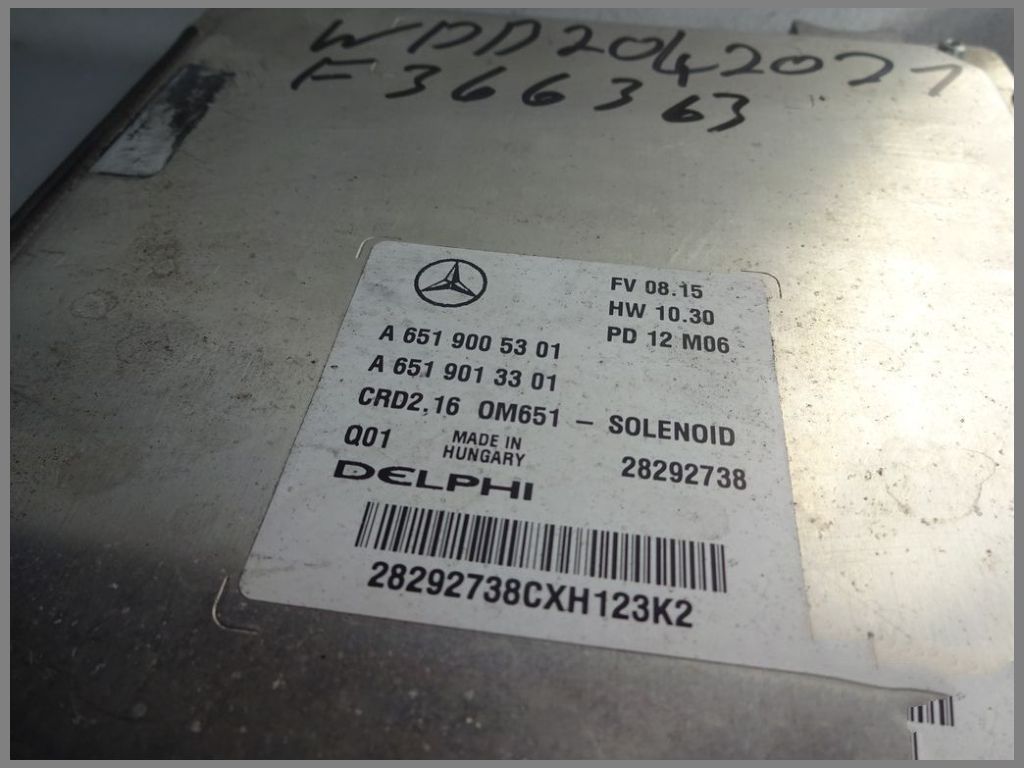 WDD2042021
F366363
FV 08.15
HW 10.30
PD 12 M06
A 651 900 53 01
A 651 901 33 01
CRD2.16 OM651 – SOLENOID
Q01 MADE IN HUNGARY 28292738
DELPHI
28292738CXH123K2